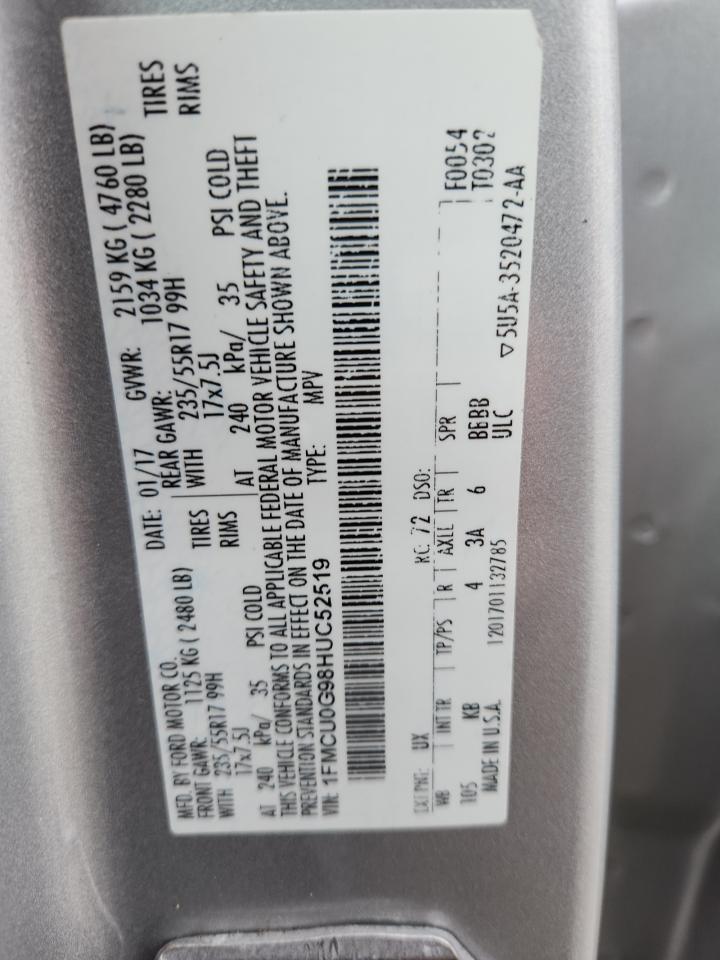 MFD. BY FORD MOTOR CO.
DATE: 01/17 GVWR: 2159 KG ( 4760 LB)
FRONT GAWR: 1125 KG ( 2480 LB) REAR GAWR: 1034 KG ( 2280 LB)
WITH 235/55R17 99H TIRES WITH 235/55R17 99H TIRES
17x7.5J RIMS 17x7.5J RIMS
AT 240 kPa/ 35 PSI COLD AT 240 kPa/ 35 PSI COLD
THIS VEHICLE CONFORMS TO ALL APPLICABLE FEDERAL MOTOR VEHICLE SAFETY AND THEFT
PREVENTION STANDARDS IN EFFECT ON THE DATE OF MANUFACTURE SHOWN ABOVE.
VIN: 1FMCU0G98HUC52519 TYPE: MPV
EXT PNT: UX RC: 72 DSO: F0054
WB INT TR TP/PS R AXLE TR SPR T0302
105 KB 4 3A 6 BBBB
MADE IN U.S.A. 1201701132785 ULC
▽5U5A-3520472-AA